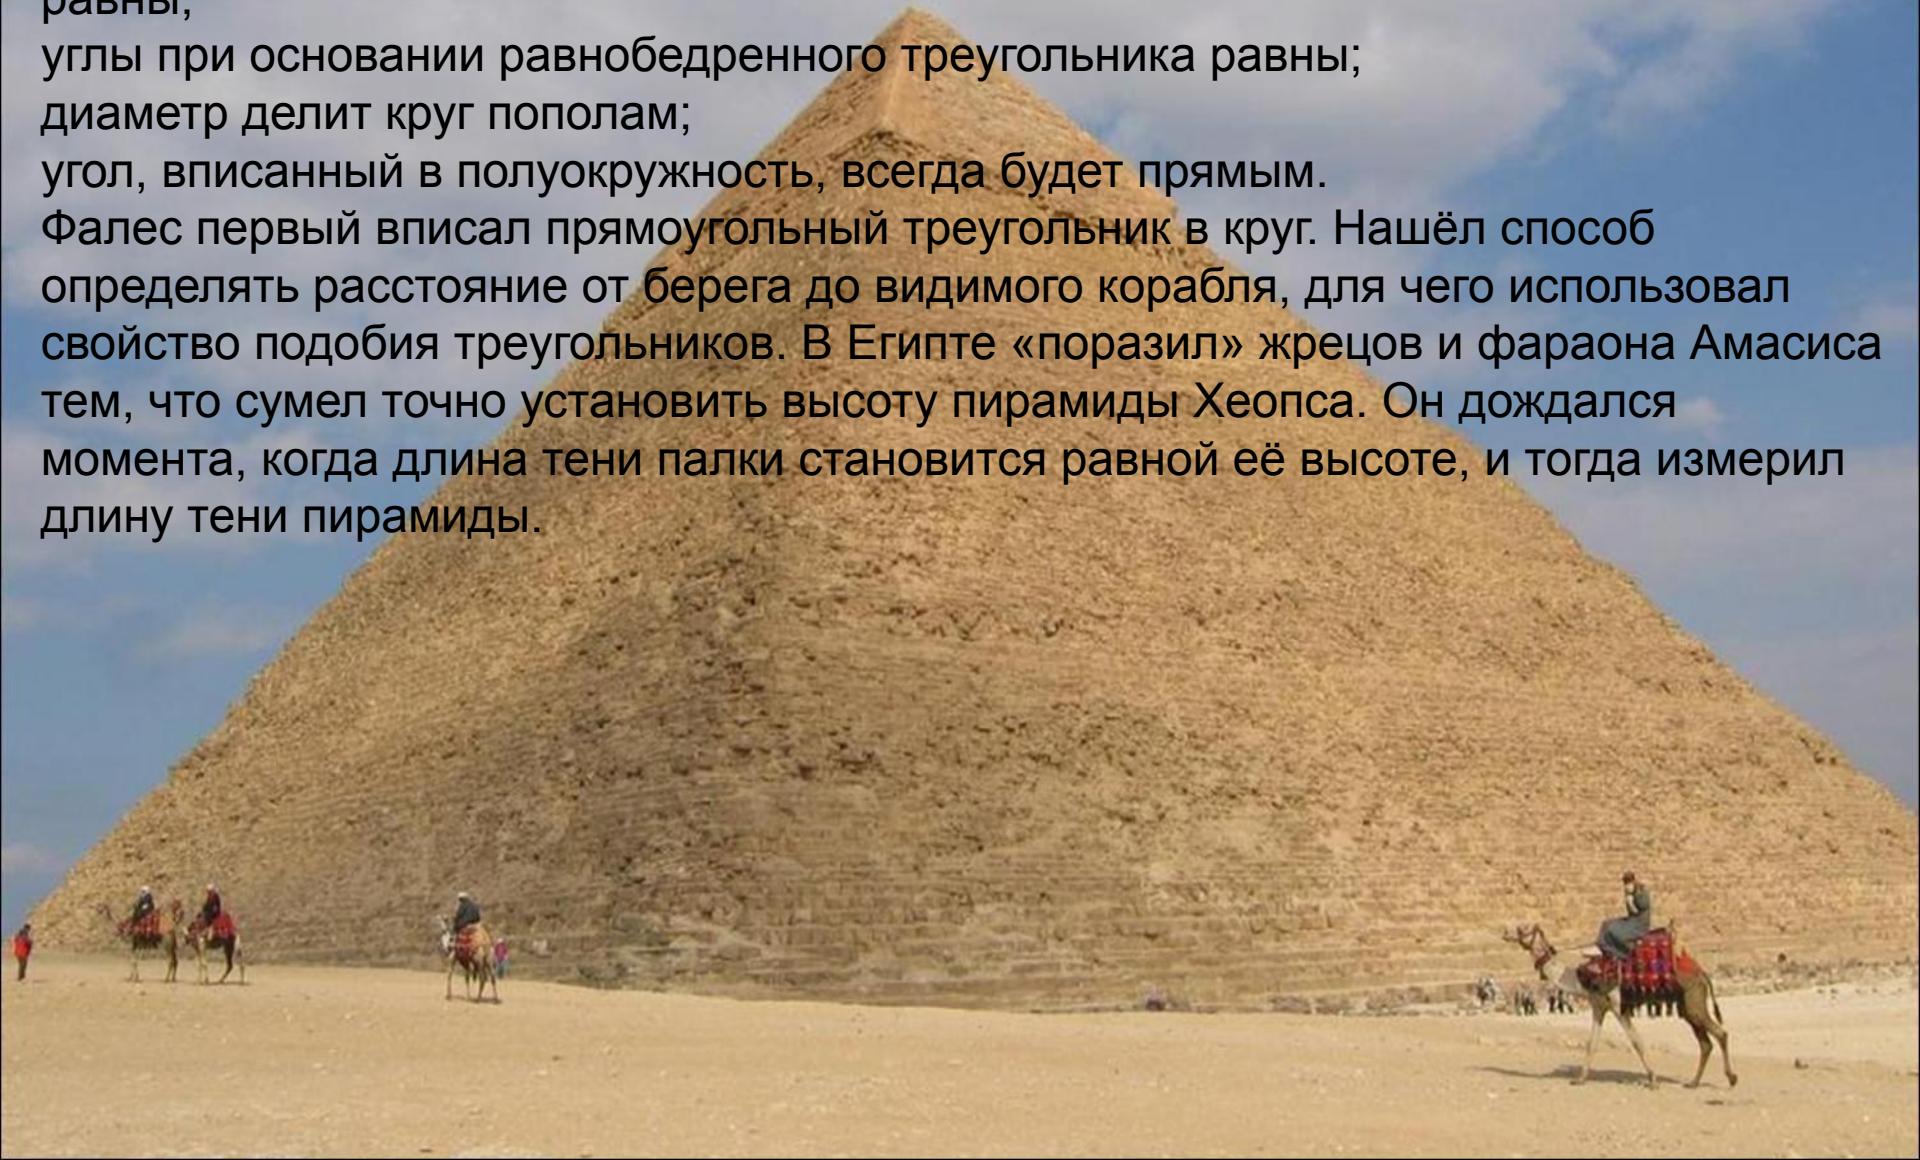 равны;
углы при основании равнобедренного треугольника равны;
диаметр делит круг пополам;
угол, вписанный в полуокружность, всегда будет прямым.
Фалес первый вписал прямоугольный треугольник в круг. Нашёл способ
определять расстояние от берега до видимого корабля, для чего использовал
свойство подобия треугольников. В Египте «поразил» жрецов и фараона Амасиса
тем, что сумел точно установить высоту пирамиды Хеопса. Он дождался
момента, когда длина тени палки становится равной её высоте, и тогда измерил
длину тени пирамиды.